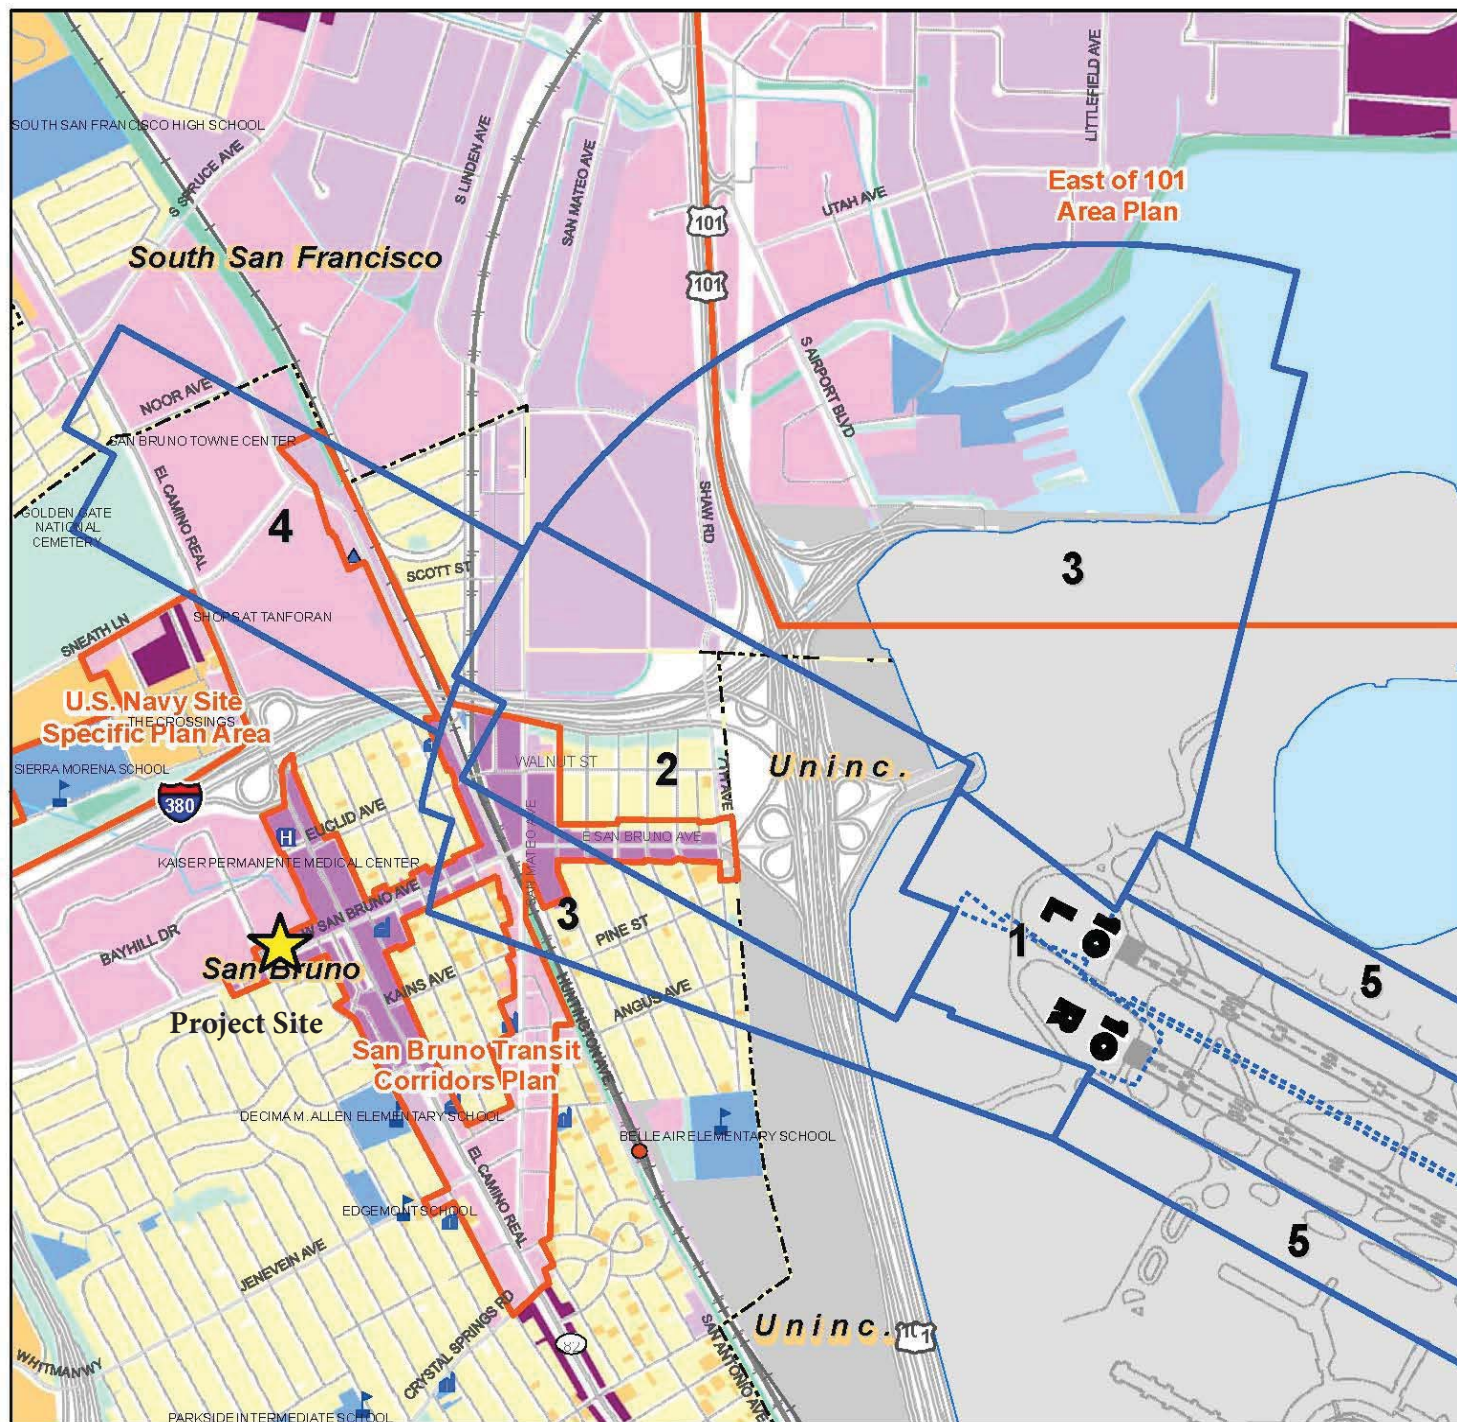 LITTLEFIELD AVE
SOUTH SAN FRANCISCO HIGH SCHOOL
S SPRUCE AVE
S LINDEN AVE
SAN MATEO AVE
East of 101
Area Plan
UTAH AVE
101
South San Francisco
101
S AIRPORT BLVD
NOOR AVE
SAN BRUNO TOWNE CENTER
EL CAMINO REAL
SHAW RD
GOLDEN GATE
NATIONAL
CEMETERY
4
3
SCOTT ST
SHOPS AT TANFORAN
SNEATH LN
U.S. Navy Site
THE CROSSINGS
Specific Plan Area
SIERRA MORENA SCHOOL
WALNUT ST
2
Uninc.
380
EUCLID AVE
H
SAN MATEO AVE
E SAN BRUNO AVE
KAISER PERMANENTE MEDICAL CENTER
W SAN BRUNO AVE
3
PINE ST
BAYHILL DR
San Bruno
KAINS AVE
ANGUS AVE
HUNTINGTON AVE
1
10
L
5
Project Site
10
R
San Bruno Transit
Corridors Plan
DECIMA M. ALLEN ELEMENTARY SCHOOL
BELLE AIR ELEMENTARY SCHOOL
EL CAMINO REAL
EDGEMONT SCHOOL
5
JENEVEIN AVE
Uninc.
82
CRYSTAL SPRINGS RD
SAN ANTONIO AVE
WHITMAN WY
PARKSIDE INTERMEDIATE SCHOOL